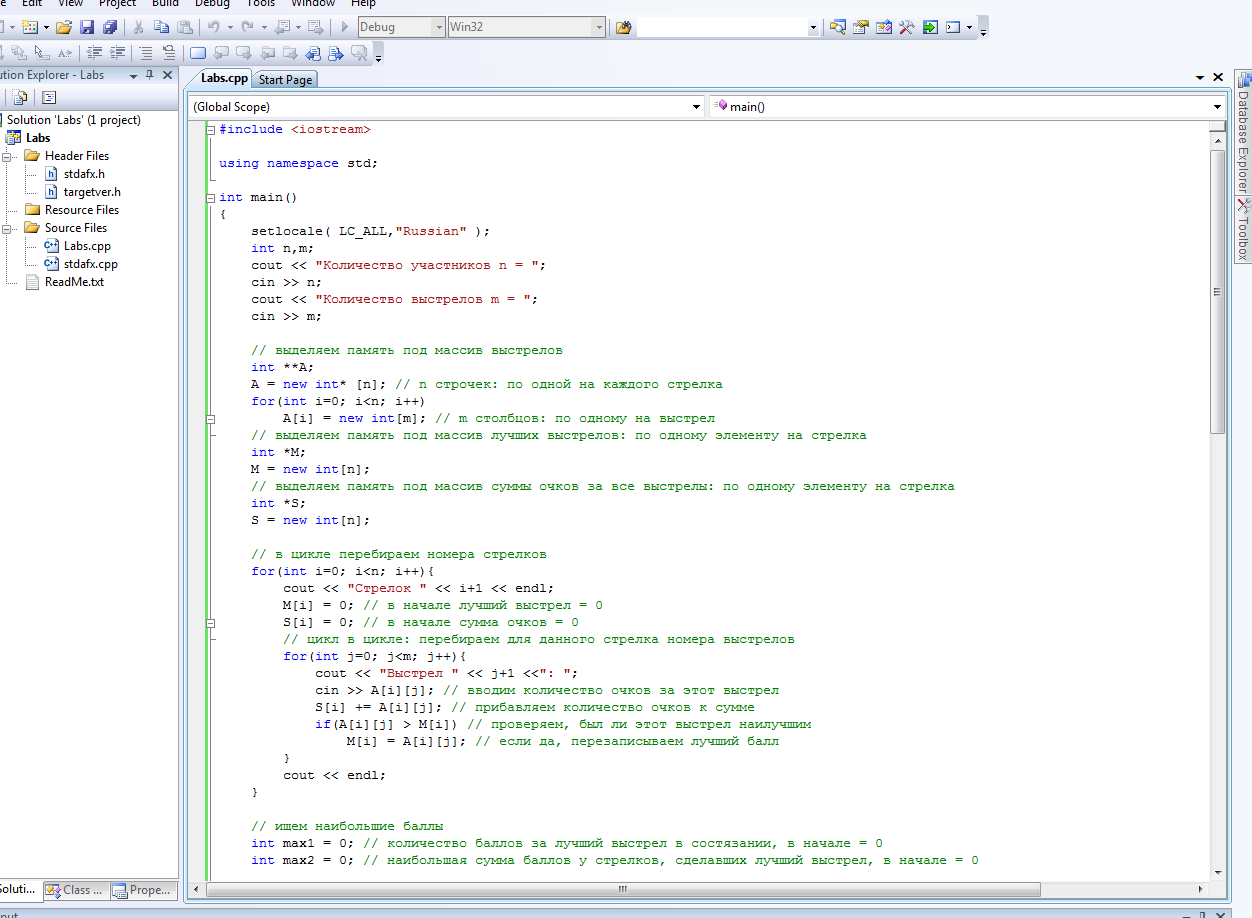 Edit View Project Build Debug Tools Window Help
Debug Win32
ution Explorer - Labs
Solution 'Labs' (1 project)
Labs
Header Files
stdafx.h
targetver.h
Resource Files
Source Files
Labs.cpp
stdafx.cpp
ReadMe.txt
Soluti... Class ... Prope...
Labs.cpp Start Page
(Global Scope) main()
#include <iostream>
using namespace std;
int main()
{
setlocale( LC_ALL,"Russian" );
int n,m;
cout << "Количество участников n = ";
cin >> n;
cout << "Количество выстрелов m = ";
cin >> m;
// выделяем память под массив выстрелов
int **A;
A = new int* [n]; // n строчек: по одной на каждого стрелка
for(int i=0; i<n; i++)
A[i] = new int[m]; // m столбцов: по одному на выстрел
// выделяем память под массив лучших выстрелов: по одному элементу на стрелка
int *M;
M = new int[n];
// выделяем память под массив суммы очков за все выстрелы: по одному элементу на стрелка
int *S;
S = new int[n];
// в цикле перебираем номера стрелков
for(int i=0; i<n; i++){
cout << "Стрелок " << i+1 << endl;
M[i] = 0; // в начале лучший выстрел = 0
S[i] = 0; // в начале сумма очков = 0
// цикл в цикле: перебираем для данного стрелка номера выстрелов
for(int j=0; j<m; j++){
cout << "Выстрел " << j+1 <<": ";
cin >> A[i][j]; // вводим количество очков за этот выстрел
S[i] += A[i][j]; // прибавляем количество очков к сумме
if(A[i][j] > M[i]) // проверяем, был ли этот выстрел наилучшим
M[i] = A[i][j]; // если да, перезаписываем лучший балл
}
cout << endl;
}
// ищем наибольшие баллы
int max1 = 0; // количество баллов за лучший выстрел в состязании, в начале = 0
int max2 = 0; // наибольшая сумма баллов у стрелков, сделавших лучший выстрел, в начале = 0
Database Explorer
Toolbox